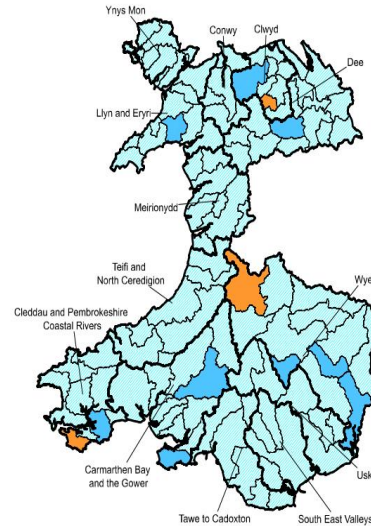 Ynys Mon
Conwy
Clwyd
Dee
Llyn and Eryri
Meirionydd
Teifi and
North Ceredigion
Wye
Cleddau and Pembrokeshire
Coastal Rivers
Carmarthen Bay
and the Gower
Usk
Tawe to Cadoxton
South East Valleys